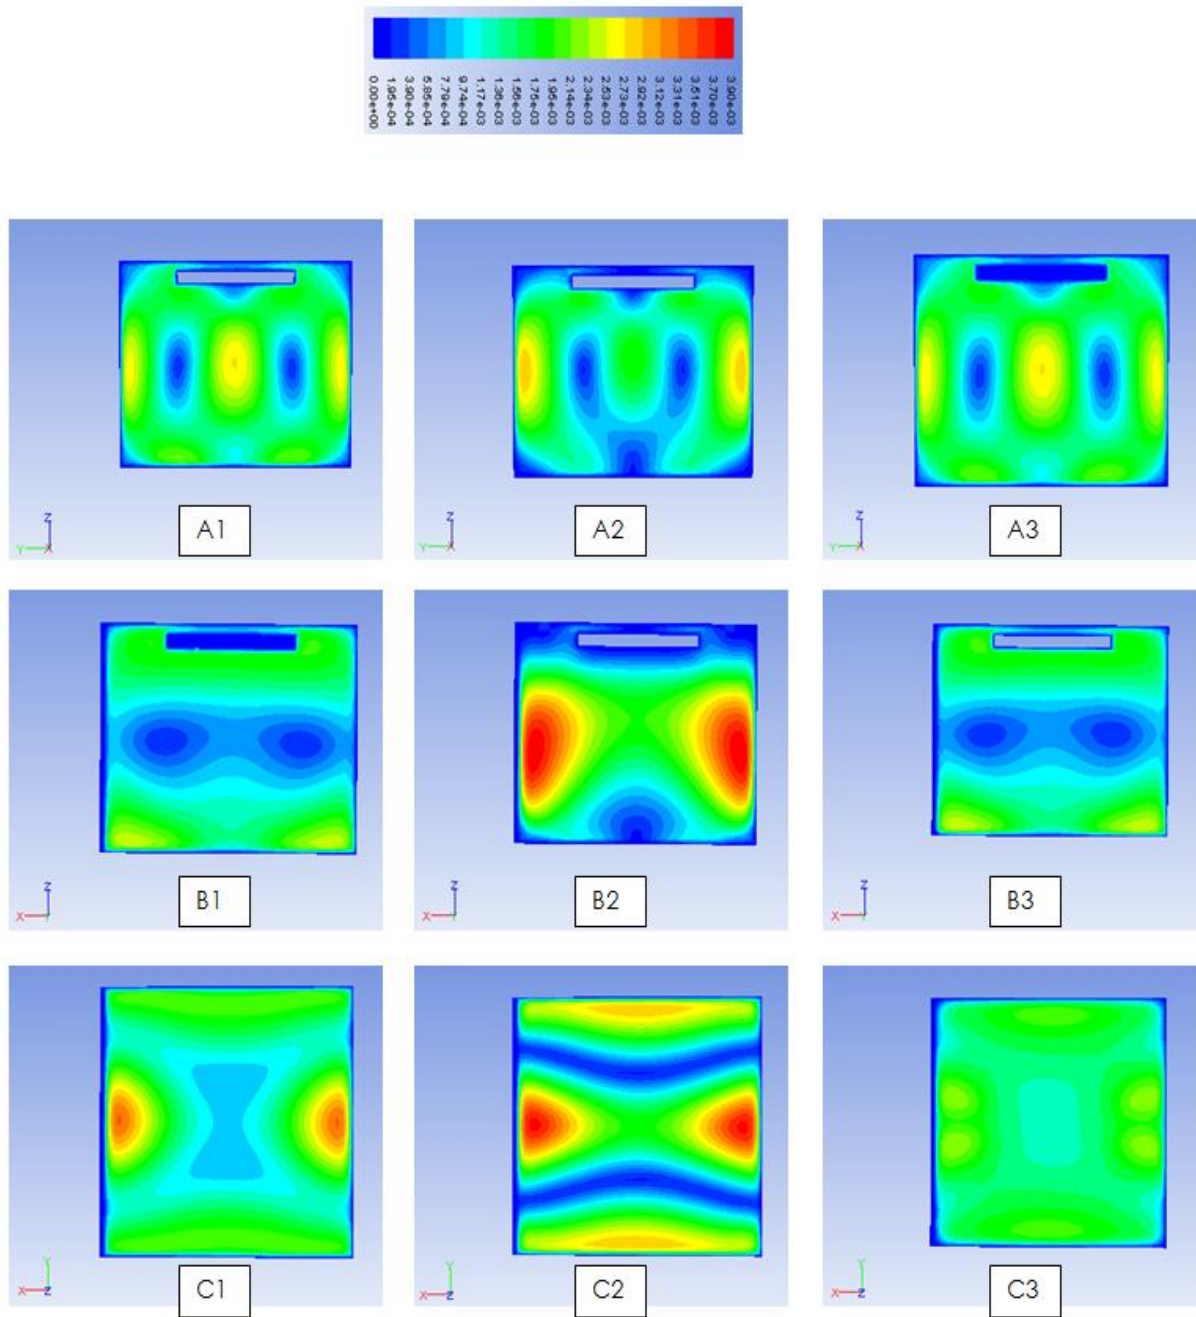 0.00e+00
1.95e-04
3.90e-04
5.85e-04
7.79e-04
9.74e-04
1.17e-03
1.36e-03
1.56e-03
1.75e-03
1.95e-03
2.14e-03
2.34e-03
2.53e-03
2.73e-03
2.92e-03
3.12e-03
3.31e-03
3.51e-03
3.70e-03
3.90e-03
Z
Y
X
A1
Z
Y
X
A2
Z
Y
X
A3
Z
X
Y
B1
Z
X
Y
B2
Z
X
Y
B3
Y
X
Z
C1
Y
X
Z
C2
Y
X
Z
C3